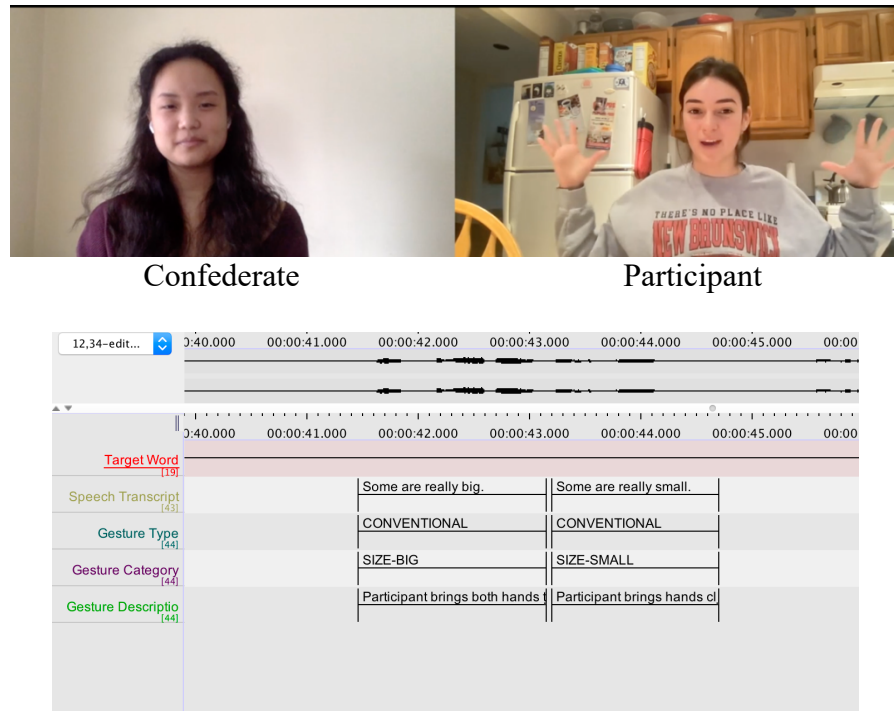 THERE'S NO PLACE LIKE
NEW BRUNSWICK
Confederate Participant
12,34-edit...
0:40.000 00:00:41.000 00:00:42.000 00:00:43.000 00:00:44.000 00:00:45.000 00:00
0:40.000 00:00:41.000 00:00:42.000 00:00:43.000 00:00:44.000 00:00:45.000 00:00
Target Word
[19]
Speech Transcript Some are really big. Some are really small.
[43]
Gesture Type CONVENTIONAL CONVENTIONAL
[44]
Gesture Category SIZE-BIG SIZE-SMALL
[44]
Gesture Descriptio Participant brings both hands t Participant brings hands cl
[44]